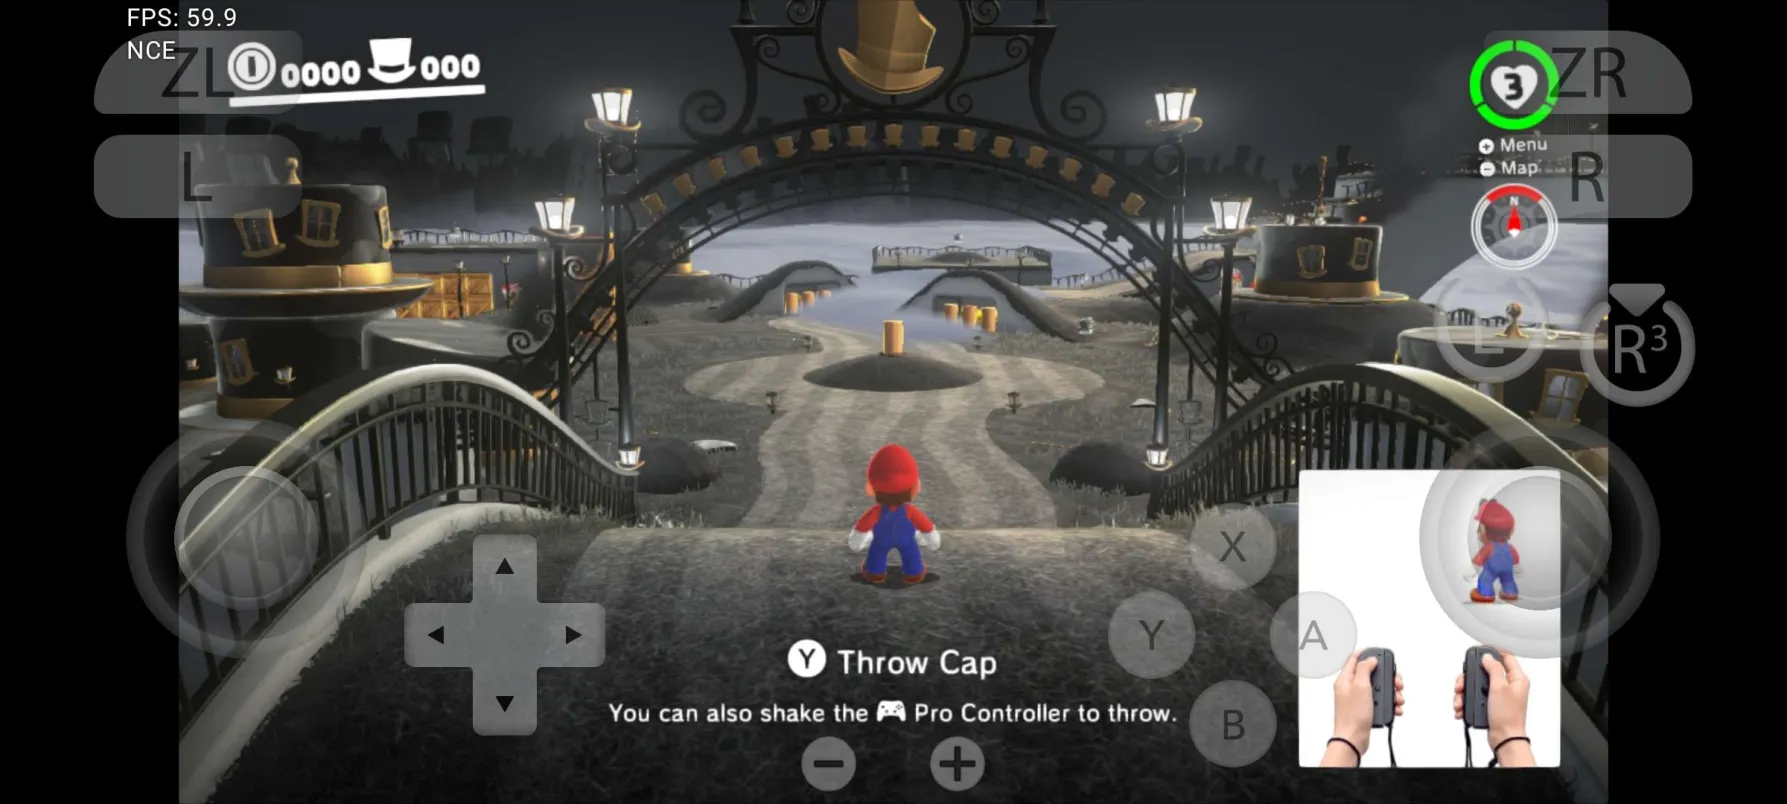 FPS: 59.9
NCE
ZL
0000 000
L
3
ZR
Menu
Map
R
N
L
R3
X
Y
A
B
Y Throw Cap
You can also shake the Pro Controller to throw.